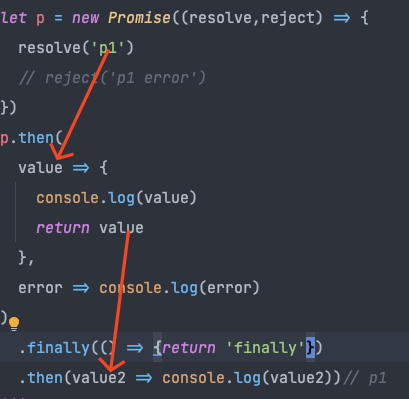 let p = new Promise((resolve,reject) => {
resolve('p1')
// reject('p1 error')
})
p.then(
value => {
console.log(value)
return value
},
error => console.log(error)
)
.finally(() => {return 'finally'})
.then(value2 => console.log(value2))// p1